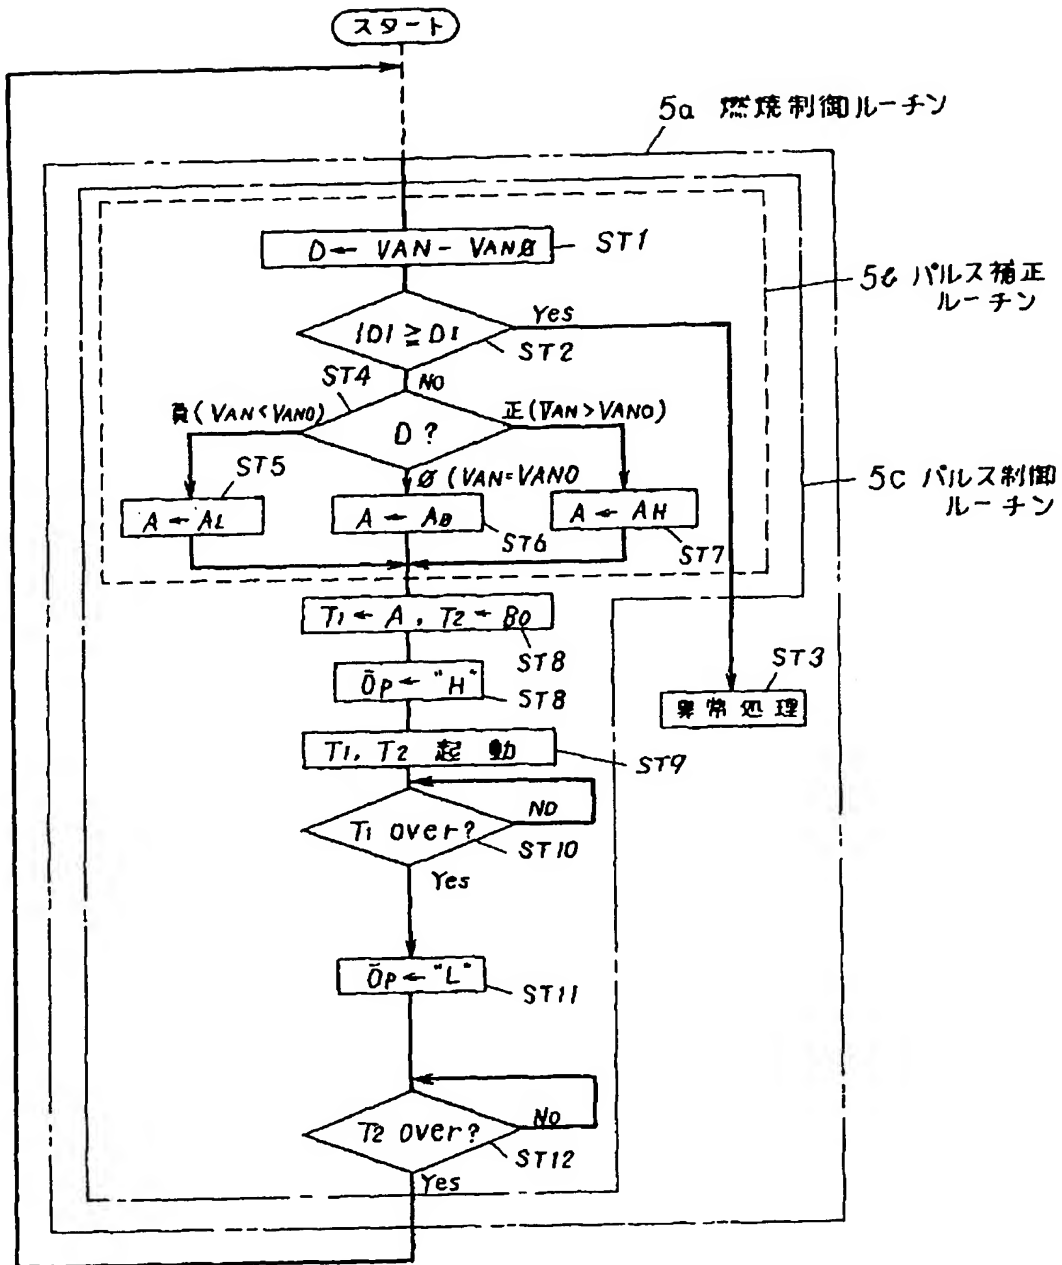 スタート
5a 燃焼制御ルーチン
D← VAN - VANØ
ST1
5e パルス補正
ルーチン
|D| ≧ D1
Yes
ST2
NO
ST4
負(VAN<VANO)
正(VAN>VANO)
D?
Ø (VAN=VANO
ST5
A ← AL
A ← AØ
ST6
A ← AH
ST7
5C パルス制御
ルーチン
T1 ← A, T2 ← BO
ST8
ŌP ← "H"
ST8
ST3
異常処理
T1, T2 起動
ST9
NO
T1 over?
ST10
Yes
ŌP ← "L"
ST11
T2 over?
No
ST12
Yes